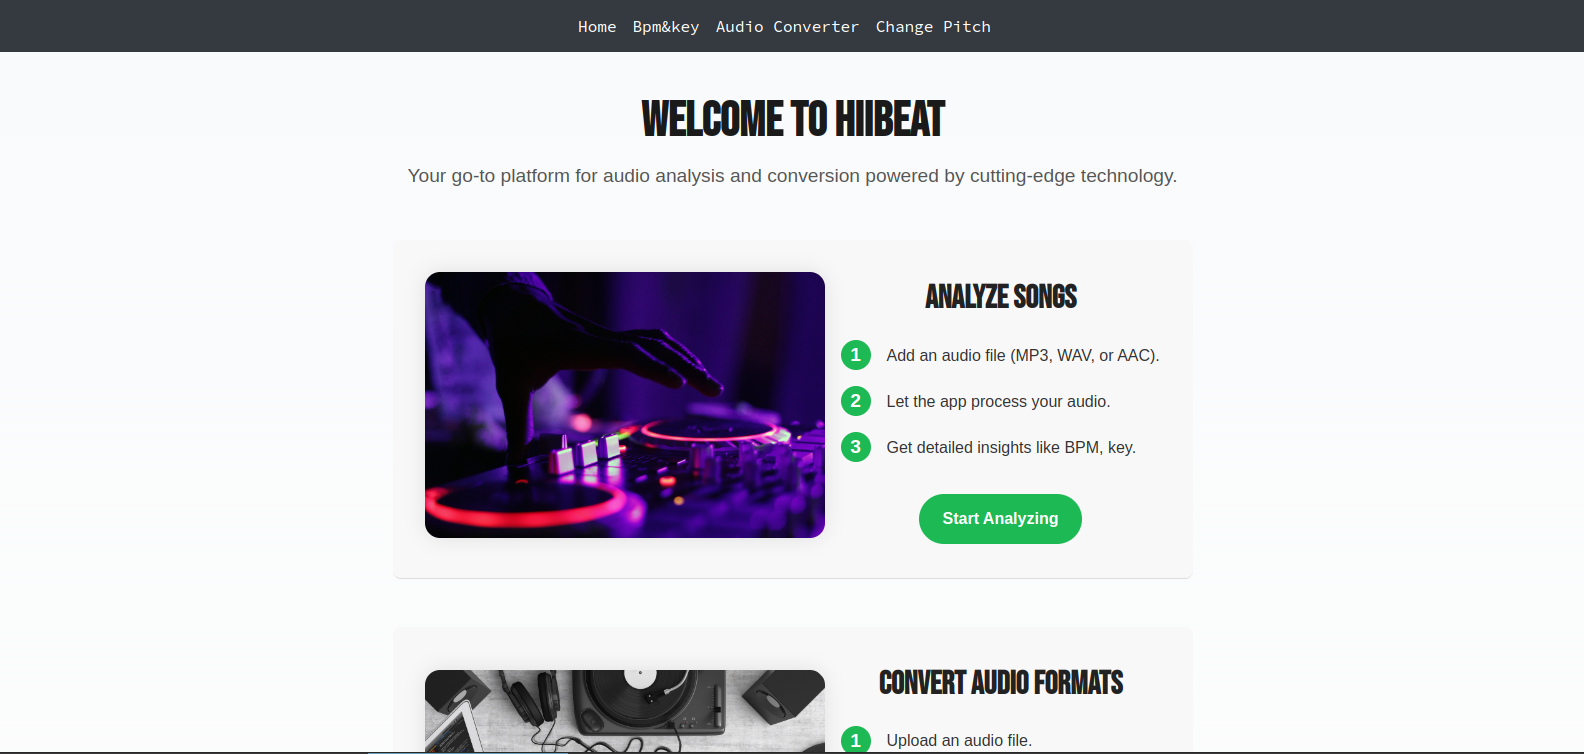 Home Bpm&key Audio Converter Change Pitch
WELCOME TO HIIBEAT
Your go-to platform for audio analysis and conversion powered by cutting-edge technology.
ANALYZE SONGS
1 Add an audio file (MP3, WAV, or AAC).
2 Let the app process your audio.
3 Get detailed insights like BPM, key.
Start Analyzing
CONVERT AUDIO FORMATS
1 Upload an audio file.